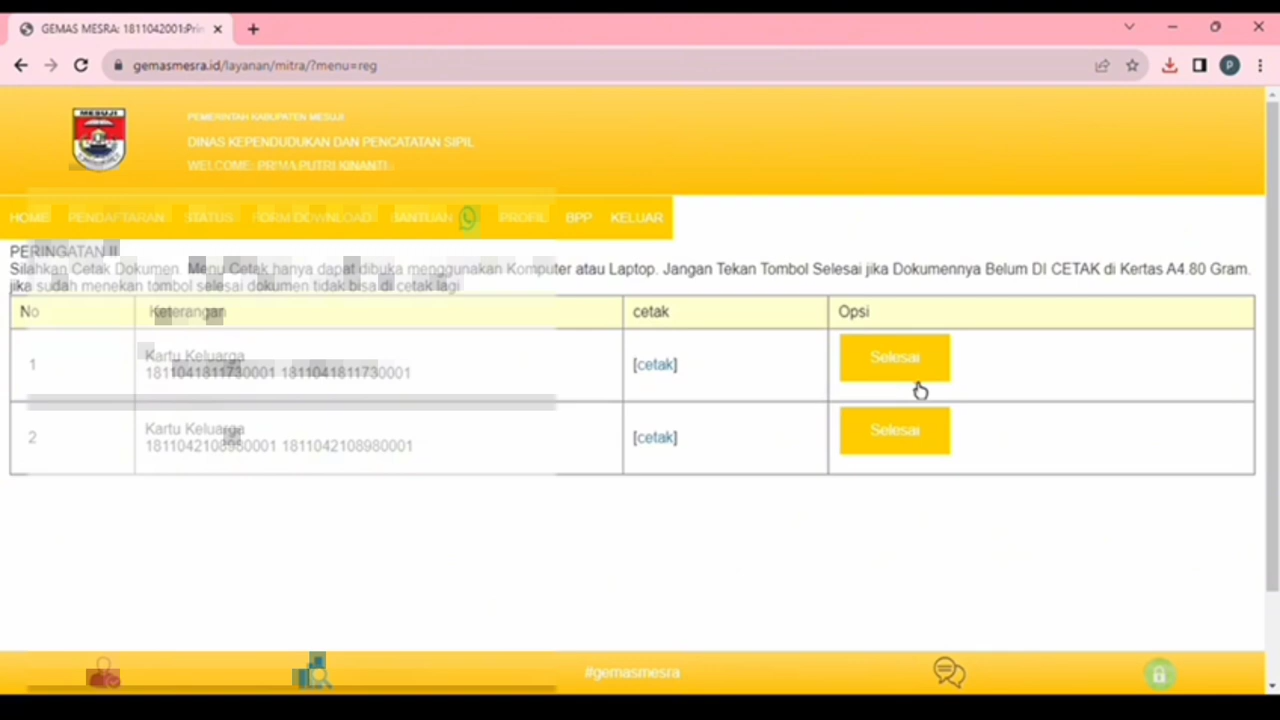 GEMAS MESRA: 1811042001:Prin
gemasmesra.id/layanan/mitra/?menu=reg
P
MESUJI
PEMERINTAH KABUPATEN MESUJI
DINAS KEPENDUDUKAN DAN PENCATATAN SIPIL
WELCOME: PRIMA PUTRI KINANTI
HOME PENDAFTARAN STATUS FORM DOWNLOAD BANTUAN PROFIL BPP KELUAR
PERINGATAN II
Silahkan Cetak Dokumen. Menu Cetak hanya dapat dibuka menggunakan Komputer atau Laptop. Jangan Tekan Tombol Selesai jika Dokumennya Belum DI CETAK di Kertas A4.80 Gram.
jika sudah menekan tombol selesai dokumen tidak bisa di cetak lagi
No Keterangan cetak Opsi
1 Kartu Keluarga [cetak] Selesai
1811041811730001 1811041811730001
2 Kartu Keluarga [cetak] Selesai
1811042108980001 1811042108980001
#gemasmesra